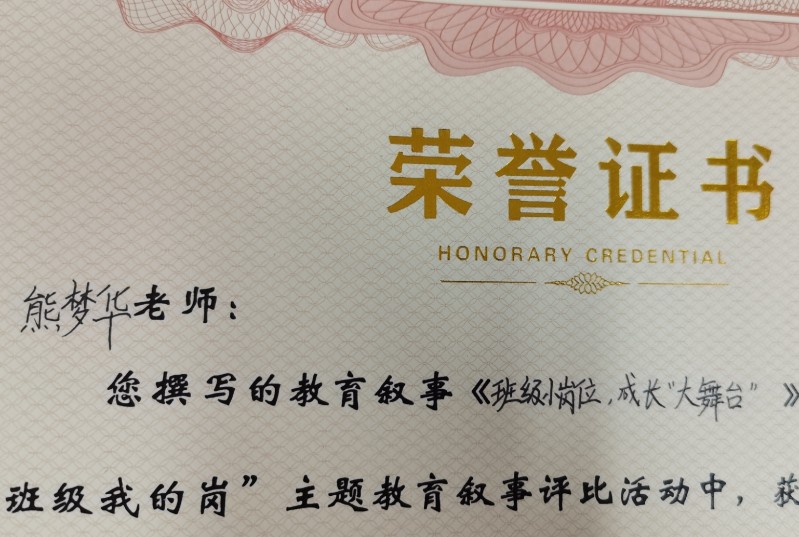 荣誉证书
HONORARY CREDENTIAL
熊梦华老师：
您撰写的教育叙事《班级小岗位，成长“大舞台”》
班级我的岗”主题教育叙事评比活动中，获